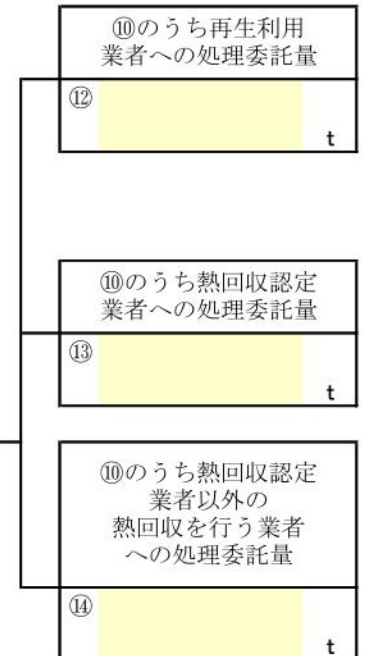 ⑩のうち再生利用
業者への処理委託量
⑫
t
⑩のうち熱回収認定
業者への処理委託量
⑬
t
⑩のうち熱回収認定
業者以外の
熱回収を行う業者
への処理委託量
⑭
t